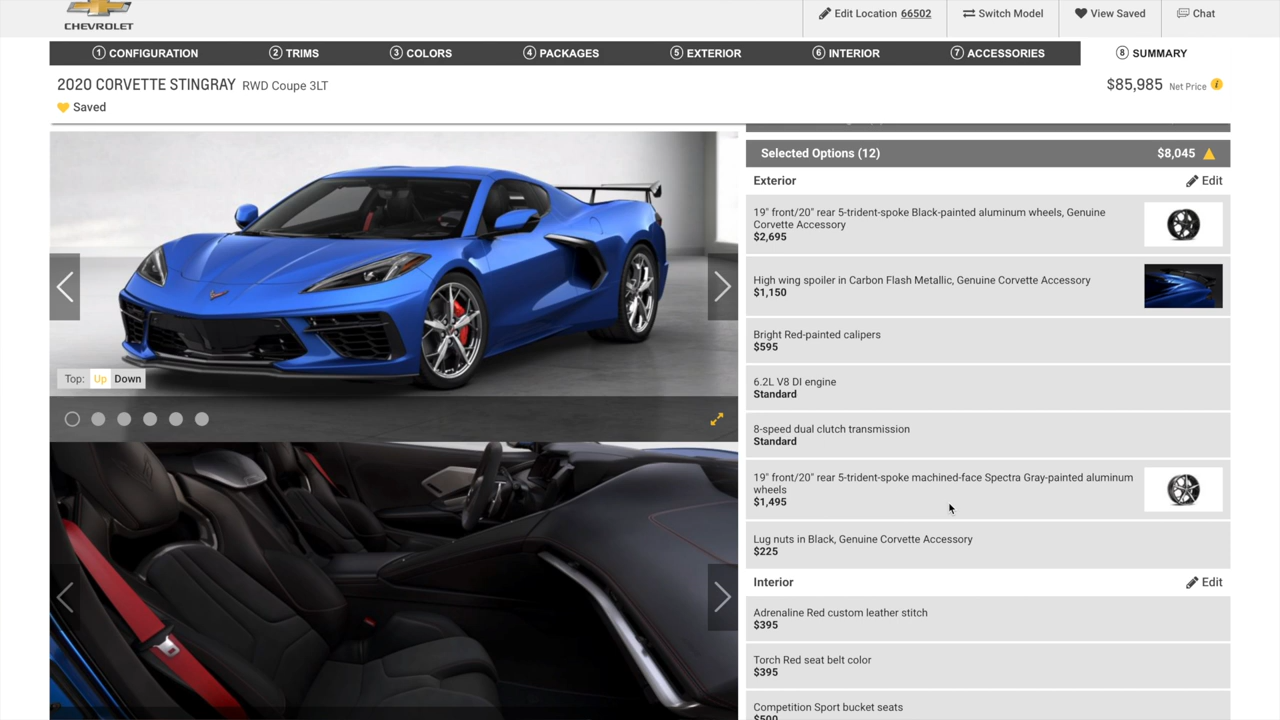 CHEVROLET
Edit Location 66502
Switch Model
View Saved
Chat
1 CONFIGURATION
2 TRIMS
3 COLORS
4 PACKAGES
5 EXTERIOR
6 INTERIOR
7 ACCESSORIES
8 SUMMARY
2020 CORVETTE STINGRAY RWD Coupe 3LT
$85,985 Net Price i
Saved
Top: Up Down
Selected Options (12) $8,045
Exterior Edit
19" front/20" rear 5-trident-spoke Black-painted aluminum wheels, Genuine
Corvette Accessory
$2,695
High wing spoiler in Carbon Flash Metallic, Genuine Corvette Accessory
$1,150
Bright Red-painted calipers
$595
6.2L V8 DI engine
Standard
8-speed dual clutch transmission
Standard
19" front/20" rear 5-trident-spoke machined-face Spectra Gray-painted aluminum
wheels
$1,495
Lug nuts in Black, Genuine Corvette Accessory
$225
Interior Edit
Adrenaline Red custom leather stitch
$395
Torch Red seat belt color
$395
Competition Sport bucket seats
$500